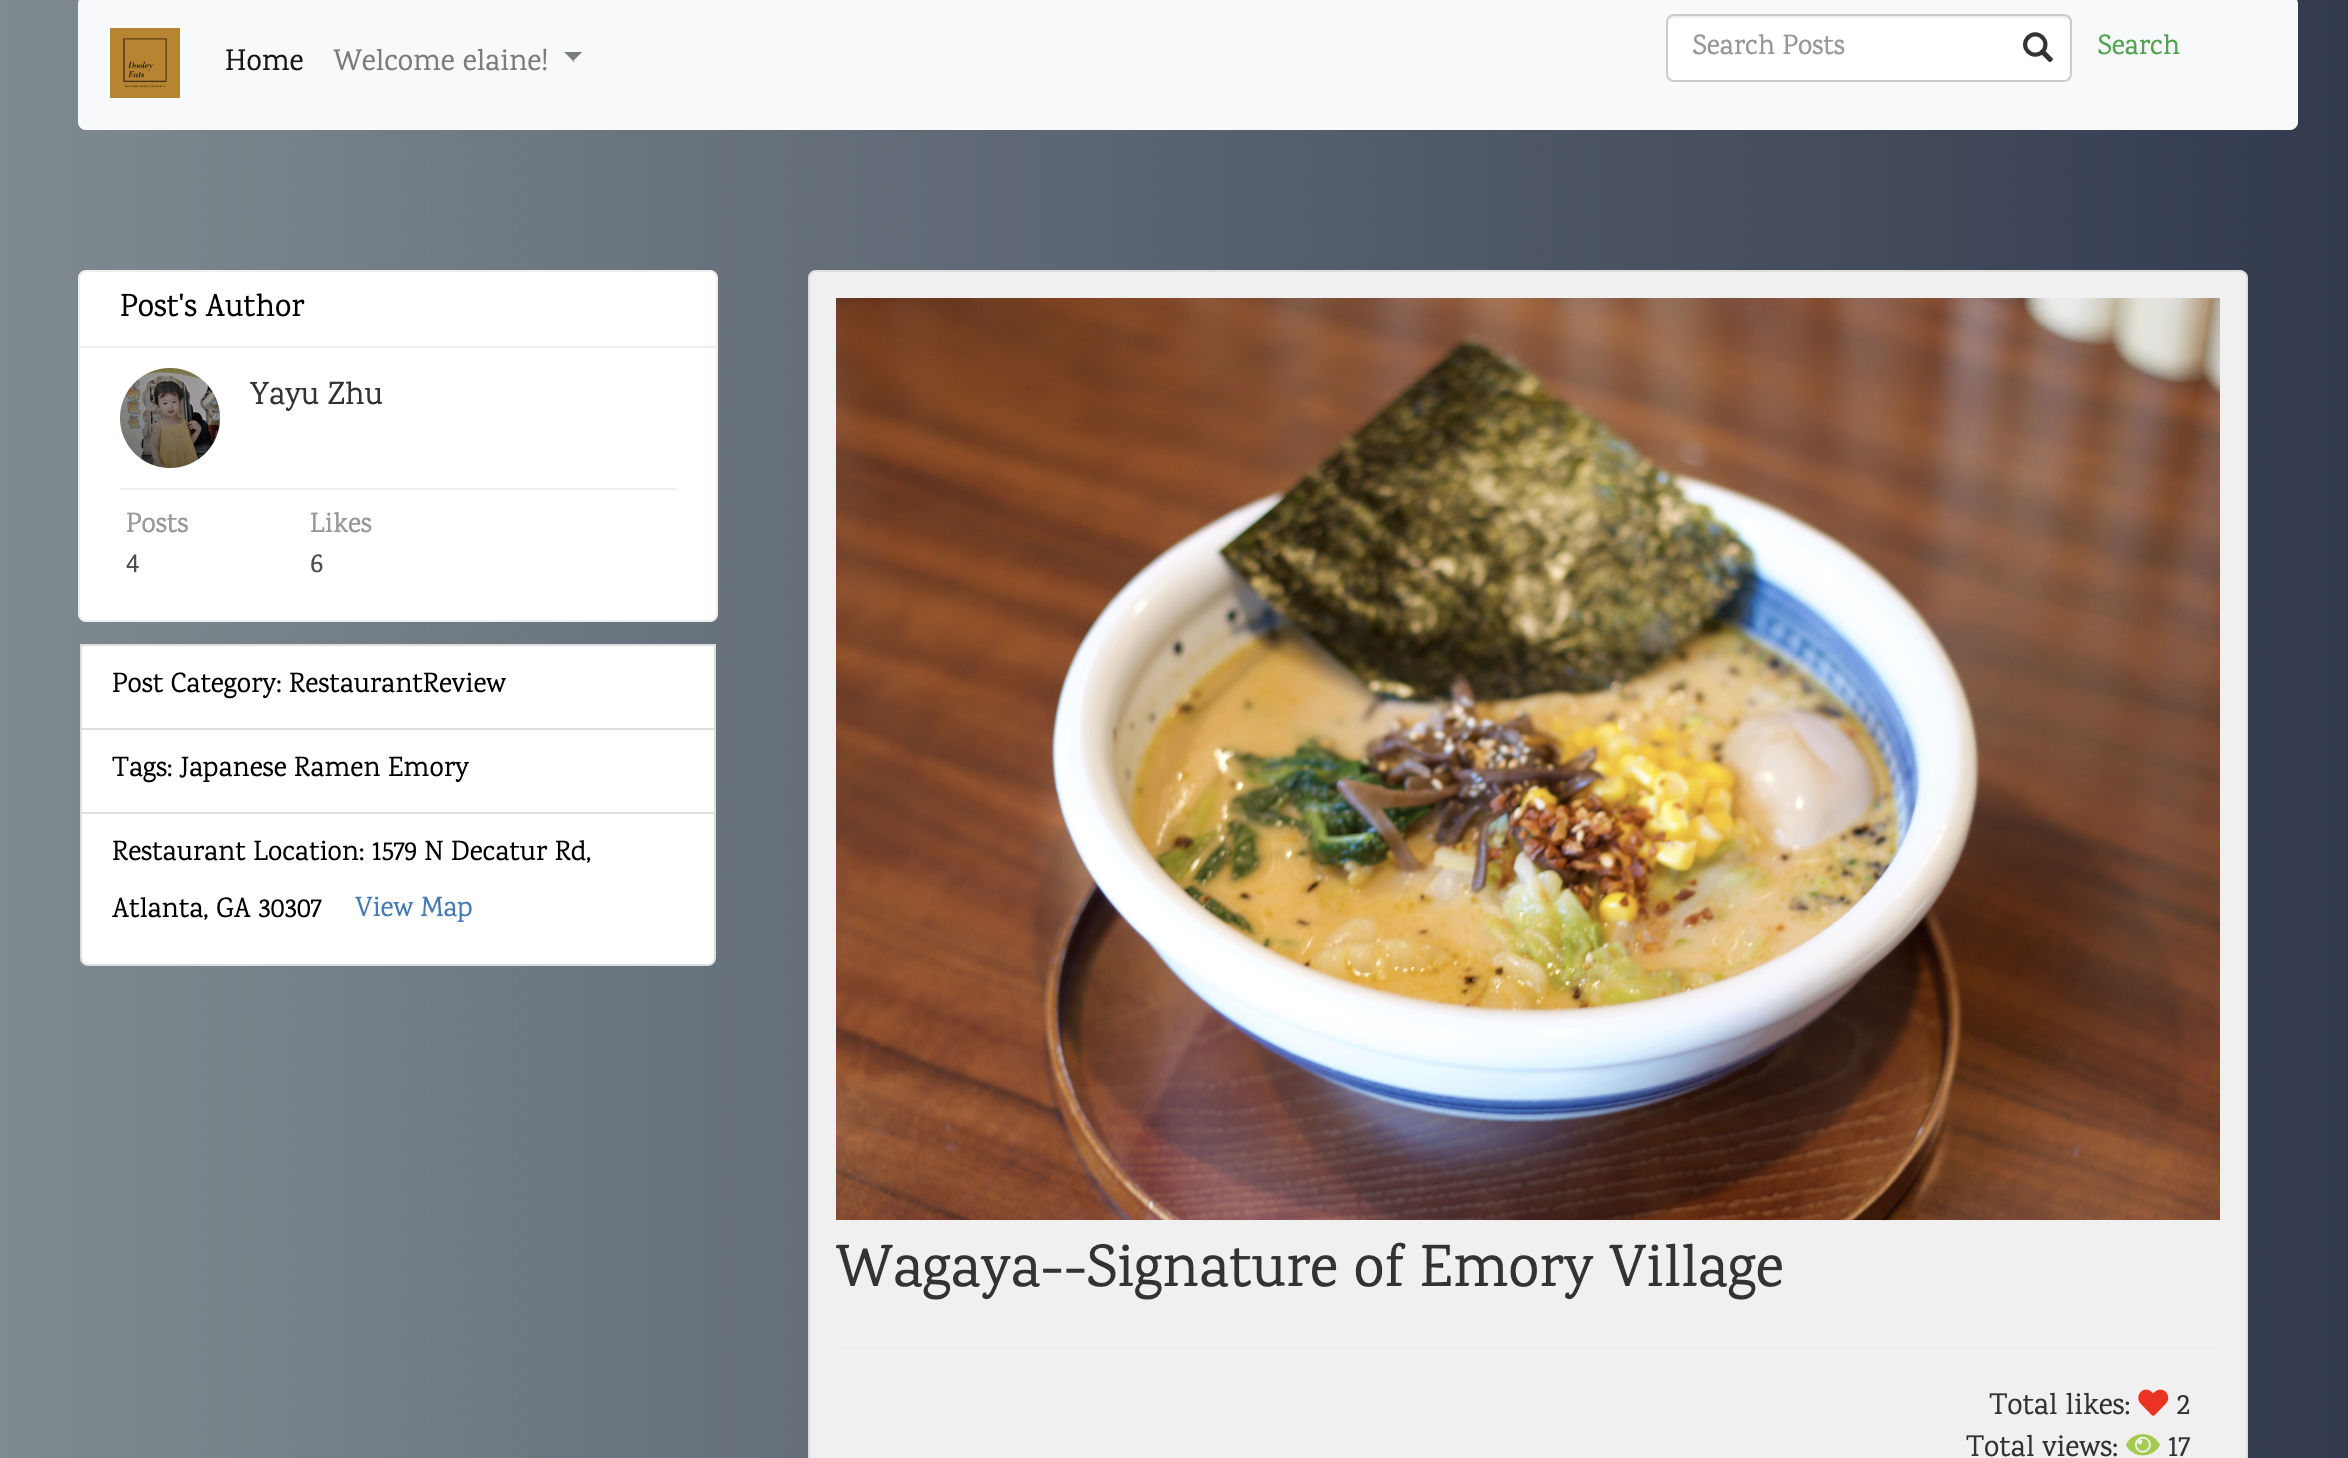 Dooley
Eats
Home
Welcome elaine!
Search Posts
Search
Post's Author
Yayu Zhu
Posts
Likes
4
6
Post Category: RestaurantReview
Tags: Japanese Ramen Emory
Restaurant Location: 1579 N Decatur Rd,
Atlanta, GA 30307 View Map
Wagaya--Signature of Emory Village
Total likes: 2
Total views: 17